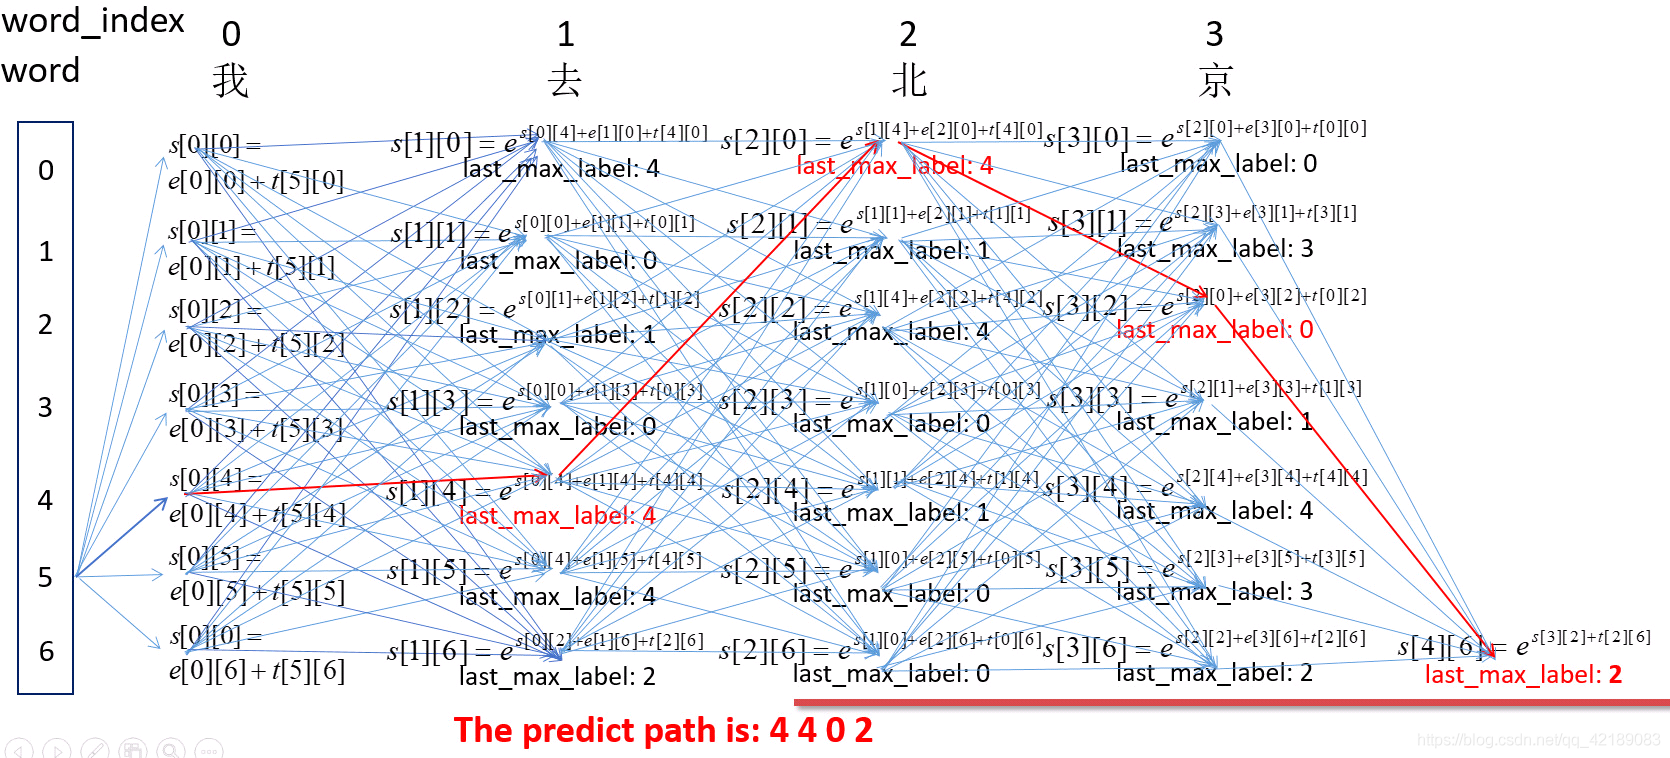 word_index 0 1 2 3
word 我 去 北 京
0
s[0][0] =
e[0][0] + t[5][0]
s[1][0] = e^{s[0][4]+e[1][0]+t[4][0]}
last_max_label: 4
s[2][0] = e^{s[1][4]+e[2][0]+t[4][0]}
last_max_label: 4
s[3][0] = e^{s[2][0]+e[3][0]+t[0][0]}
last_max_label: 0
1
s[0][1] =
e[0][1] + t[5][1]
s[1][1] = e^{s[0][0]+e[1][1]+t[0][1]}
last_max_label: 0
s[2][1] = e^{s[1][1]+e[2][1]+t[1][1]}
last_max_label: 1
s[3][1] = e^{s[2][3]+e[3][1]+t[3][1]}
last_max_label: 3
2
s[0][2] =
e[0][2] + t[5][2]
s[1][2] = e^{s[0][1]+e[1][2]+t[1][2]}
last_max_label: 1
s[2][2] = e^{s[1][4]+e[2][2]+t[4][2]}
last_max_label: 4
s[3][2] = e^{s[2][0]+e[3][2]+t[0][2]}
last_max_label: 0
3
s[0][3] =
e[0][3] + t[5][3]
s[1][3] = e^{s[0][0]+e[1][3]+t[0][3]}
last_max_label: 0
s[2][3] = e^{s[1][0]+e[2][3]+t[0][3]}
last_max_label: 0
s[3][3] = e^{s[2][1]+e[3][3]+t[1][3]}
last_max_label: 1
4
s[0][4] =
e[0][4] + t[5][4]
s[1][4] = e^{s[0][4]+e[1][4]+t[4][4]}
last_max_label: 4
s[2][4] = e^{s[1][1]+e[2][4]+t[1][4]}
last_max_label: 1
s[3][4] = e^{s[2][4]+e[3][4]+t[4][4]}
last_max_label: 4
5
s[0][5] =
e[0][5] + t[5][5]
s[1][5] = e^{s[0][4]+e[1][5]+t[4][5]}
last_max_label: 4
s[2][5] = e^{s[1][0]+e[2][5]+t[0][5]}
last_max_label: 0
s[3][5] = e^{s[2][3]+e[3][5]+t[3][5]}
last_max_label: 3
6
s[0][0] =
e[0][6] + t[5][6]
s[1][6] = e^{s[0][2]+e[1][6]+t[2][6]}
last_max_label: 2
s[2][6] = e^{s[1][0]+e[2][6]+t[0][6]}
last_max_label: 0
s[3][6] = e^{s[2][2]+e[3][6]+t[2][6]}
last_max_label: 2
s[4][6] = e^{s[3][2]+t[2][6]}
last_max_label: 2
The predict path is: 4 4 0 2
https://blog.csdn.net/qq_42189083